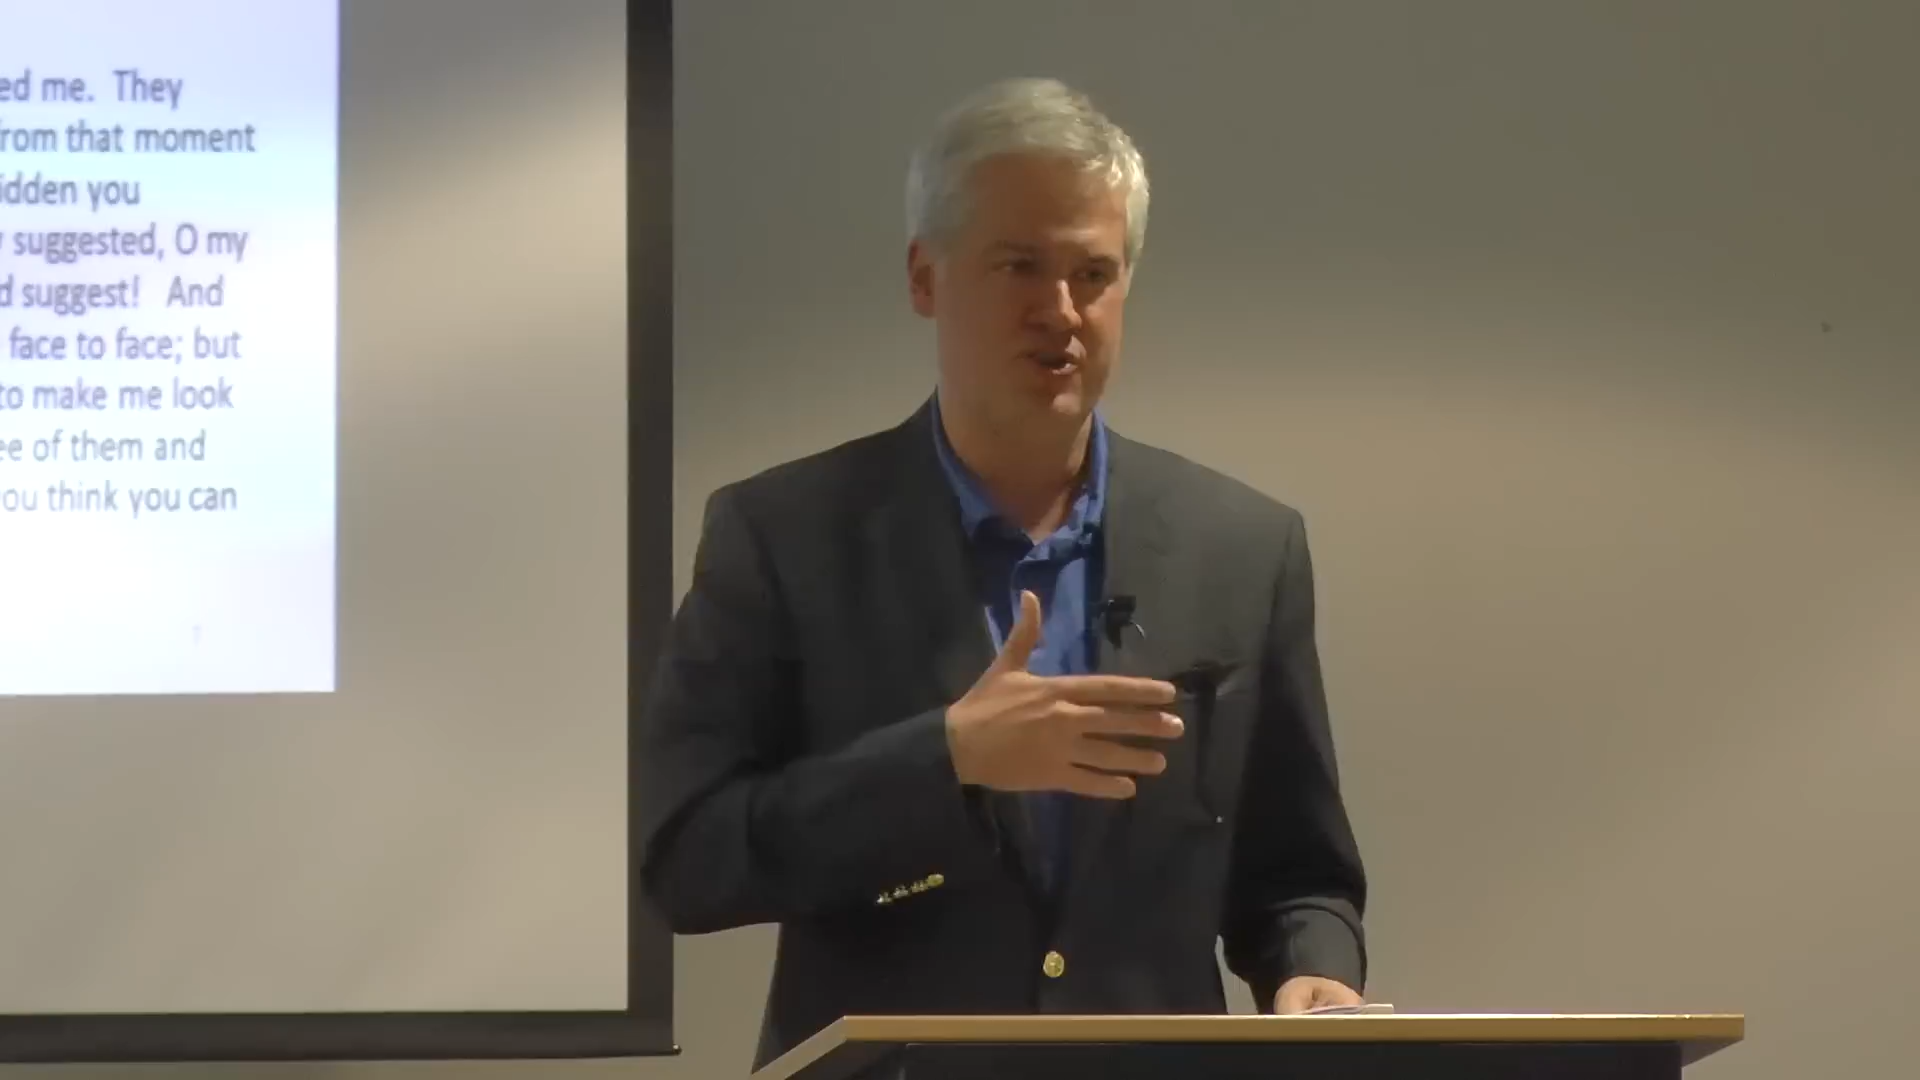 ed me. They
from that moment
idden you
suggested, O my
d suggest! And
face to face; but
to make me look
ee of them and
ou think you can
7